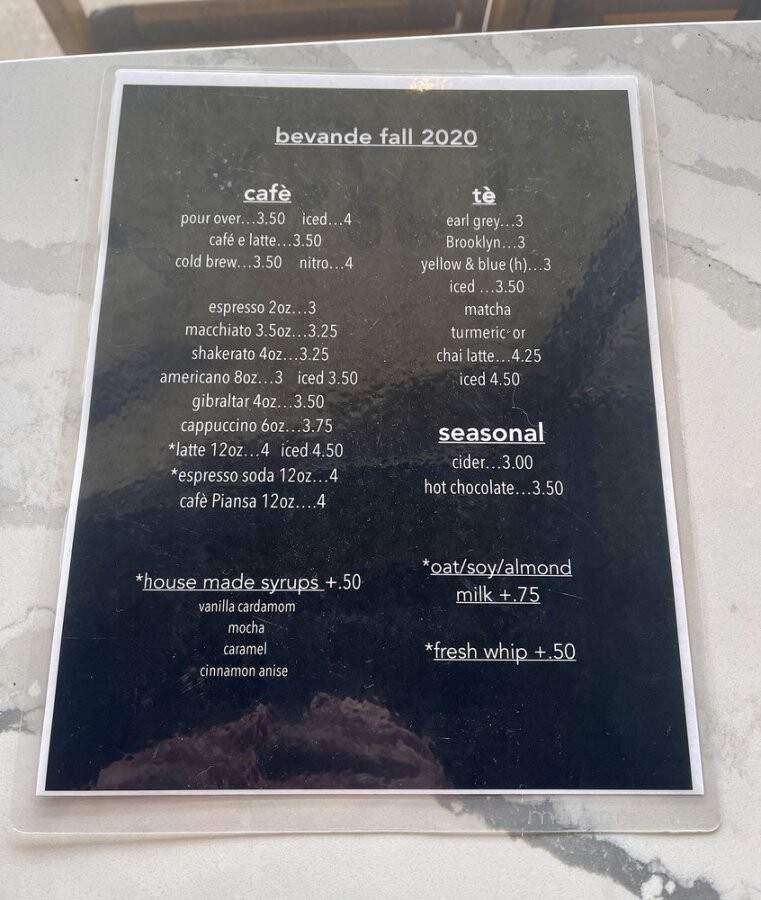 bevande fall 2020
cafè
pour over...3.50 iced...4
café e latte...3.50
cold brew...3.50 nitro...4
espresso 2oz...3
macchiato 3.5oz...3.25
shakerato 4oz...3.25
americano 8oz...3 iced 3.50
gibraltar 4oz...3.50
cappuccino 6oz...3.75
*latte 12oz...4 iced 4.50
*espresso soda 12oz...4
cafè Piansa 12oz....4
*house made syrups +.50
vanilla cardamom
mocha
caramel
cinnamon anise
tè
earl grey...3
Brooklyn...3
yellow & blue (h)...3
iced ...3.50
matcha
turmeric or
chai latte...4.25
iced 4.50
seasonal
cider...3.00
hot chocolate...3.50
*oat/soy/almond
milk +.75
*fresh whip +.50